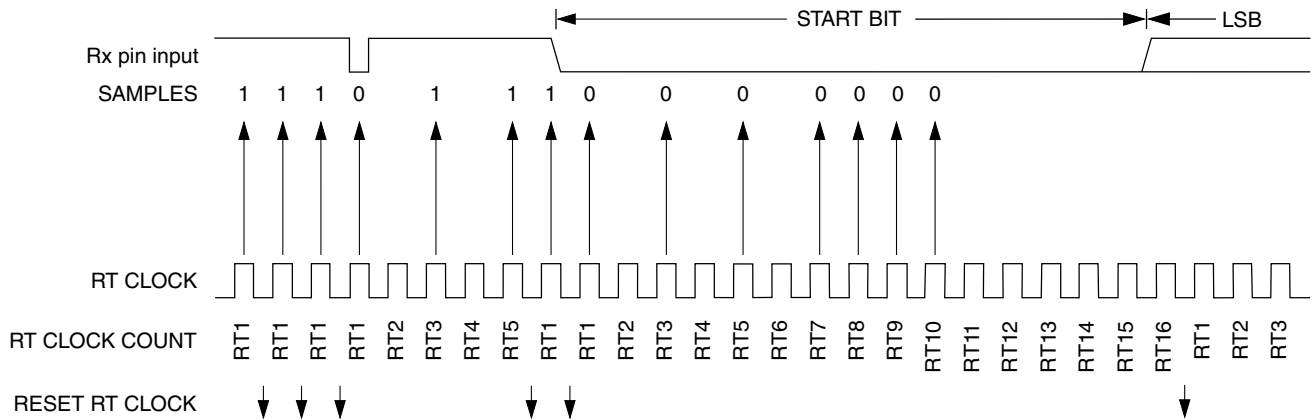 START BIT LSB
Rx pin input
SAMPLES 1 1 1 0 1 1 1 0 0 0 0 0 0 0
RT CLOCK
RT CLOCK COUNT RT1 RT1 RT1 RT1 RT2 RT3 RT4 RT5 RT1 RT1 RT2 RT3 RT4 RT5 RT6 RT7 RT8 RT9 RT10 RT11 RT12 RT13 RT14 RT15 RT16 RT1 RT2 RT3
RESET RT CLOCK